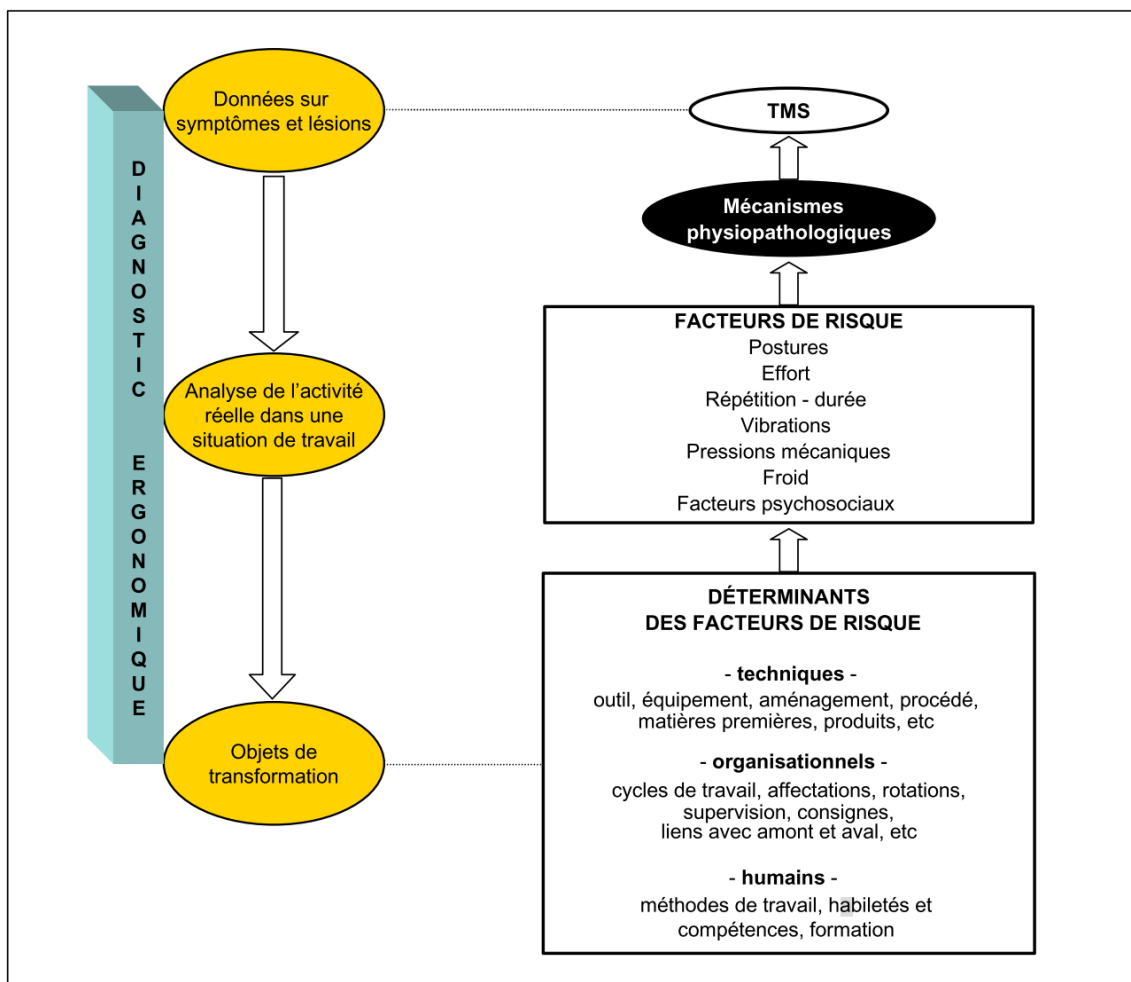 DIAGNOSTIC ERGONOMIQUE
Données sur
symptômes et lésions
Analyse de l'activité
réelle dans une
situation de travail
Objets de
transformation
TMS
Mécanismes
physiopathologiques
FACTEURS DE RISQUE
Postures
Effort
Répétition - durée
Vibrations
Pressions mécaniques
Froid
Facteurs psychosociaux
DÉTERMINANTS
DES FACTEURS DE RISQUE
- techniques -
outil, équipement, aménagement, procédé,
matières premières, produits, etc
- organisationnels -
cycles de travail, affectations, rotations,
supervision, consignes,
liens avec amont et aval, etc
- humains -
méthodes de travail, habiletés et
compétences, formation